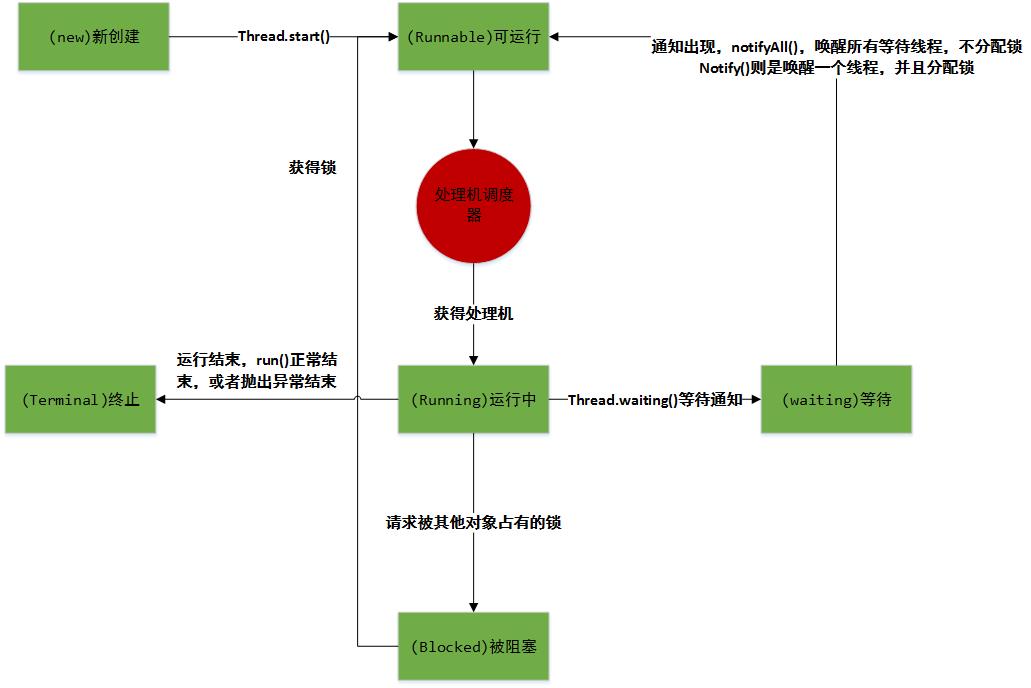 (new)新创建
Thread.start()
(Runnable)可运行
通知出现，notifyAll()，唤醒所有等待线程，不分配锁
Notify()则是唤醒一个线程，并且分配锁
获得锁
处理机调度
器
获得处理机
运行结束，run()正常结
束，或者抛出异常结束
(Terminal)终止
(Running)运行中
Thread.waiting()等待通知
(waiting)等待
请求被其他对象占有的锁
(Blocked)被阻塞